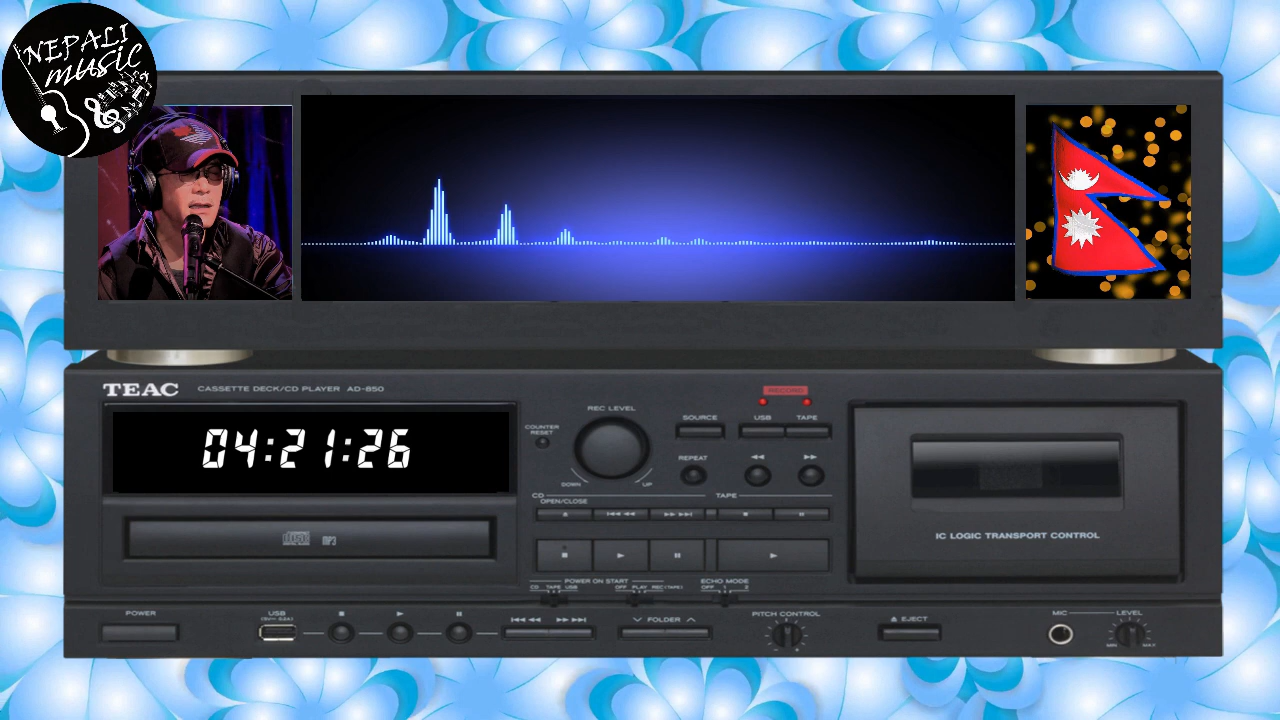 NEPALI
music
TEAC CASSETTE DECK/CD PLAYER AD-850
04:21:26
COUNTER
RESET
REC LEVEL
DOWN UP
SOURCE
RECORD
USB TAPE
REPEAT
CD
OPEN/CLOSE
TAPE
POWER ON START
CD TAPE USB
OFF PLAY REC(TAPE)
ECHO MODE
OFF 1 2
MP3
IC LOGIC TRANSPORT CONTROL
POWER
USB
FOLDER
PITCH CONTROL
EJECT
MIC LEVEL
MIN MAX